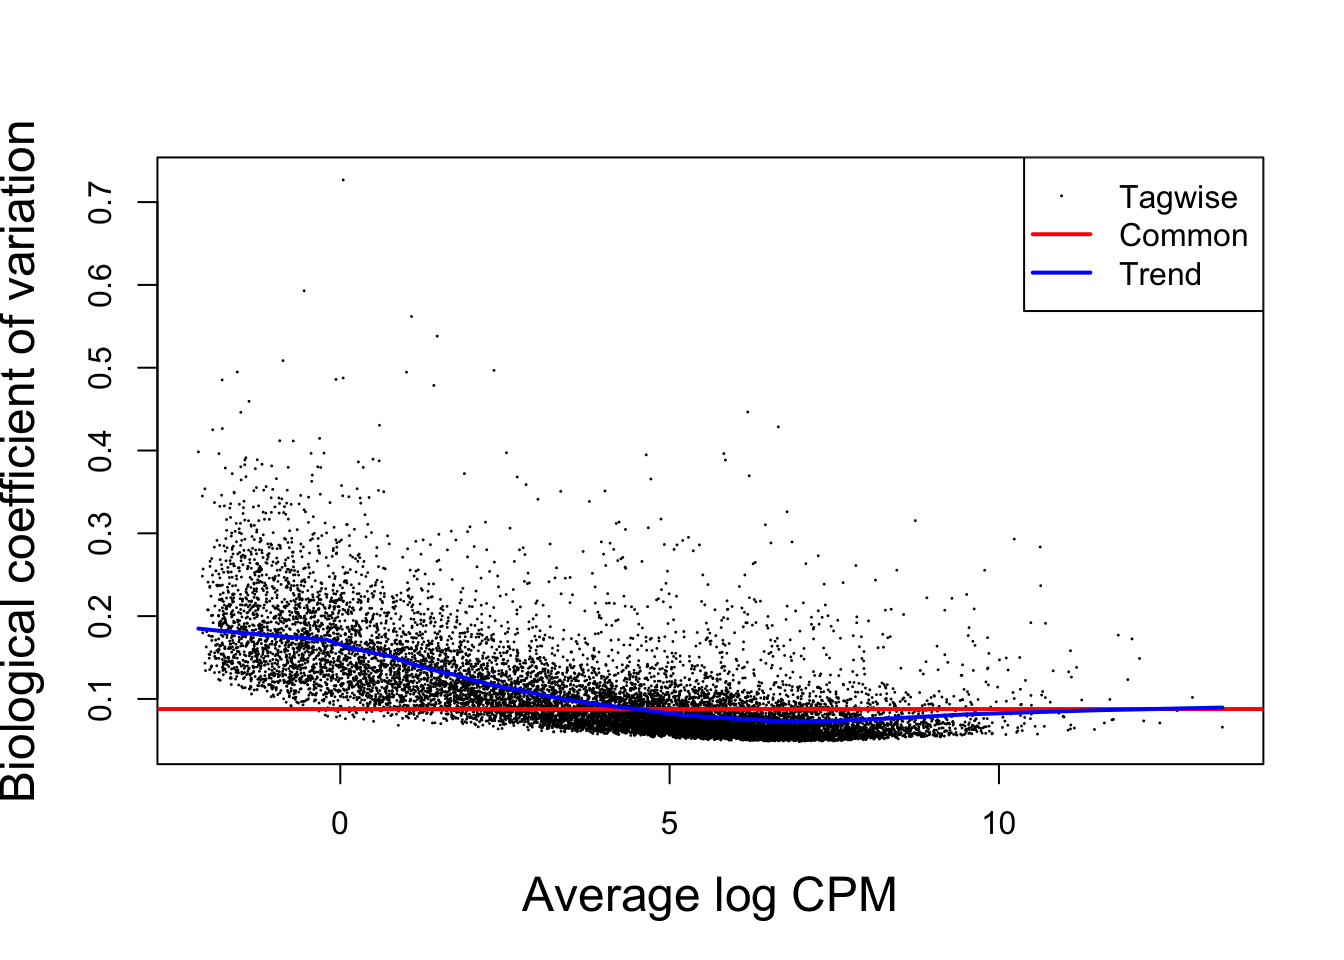 Biological coefficient of variation
0.7
0.6
0.5
0.4
0.3
0.2
0.1
Tagwise
Common
Trend
0 5 10
Average log CPM